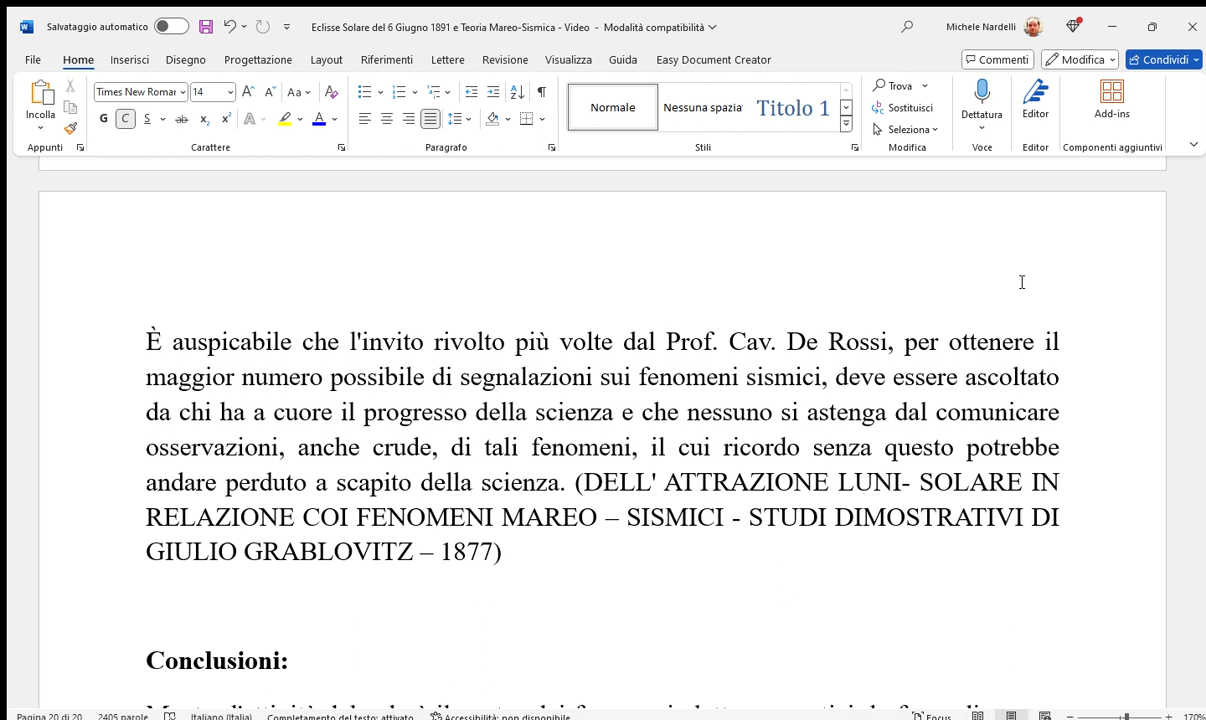 Salvataggio automatico
Eclisse Solare del 6 Giugno 1891 e Teoria Mareo-Sismica - Video - Modalità compatibilità
Michele Nardelli
File Home Inserisci Disegno Progettazione Layout Riferimenti Lettere Revisione Visualizza Guida Easy Document Creator
Commenti Modifica Condividi
Incolla
Times New Roman 14
Aa
G C S ab x₂ x² A A
Normale
Nessuna spazia
Titolo 1
Trova
Sostituisci
Seleziona
Dettatura
Editor
Add-ins
Appunti Carattere Paragrafo Stili Modifica Voce Editor Componenti aggiuntivi
È auspicabile che l'invito rivolto più volte dal Prof. Cav. De Rossi, per ottenere il
maggior numero possibile di segnalazioni sui fenomeni sismici, deve essere ascoltato
da chi ha a cuore il progresso della scienza e che nessuno si astenga dal comunicare
osservazioni, anche crude, di tali fenomeni, il cui ricordo senza questo potrebbe
andare perduto a scapito della scienza. (DELL' ATTRAZIONE LUNI- SOLARE IN
RELAZIONE COI FENOMENI MAREO – SISMICI - STUDI DIMOSTRATIVI DI
GIULIO GRABLOVITZ – 1877)
Conclusioni:
Pagina 20 di 20 2405 parole Italiano (Italia) Completamento del testo: attivato Accessibilità: non disponibile Focus 170%